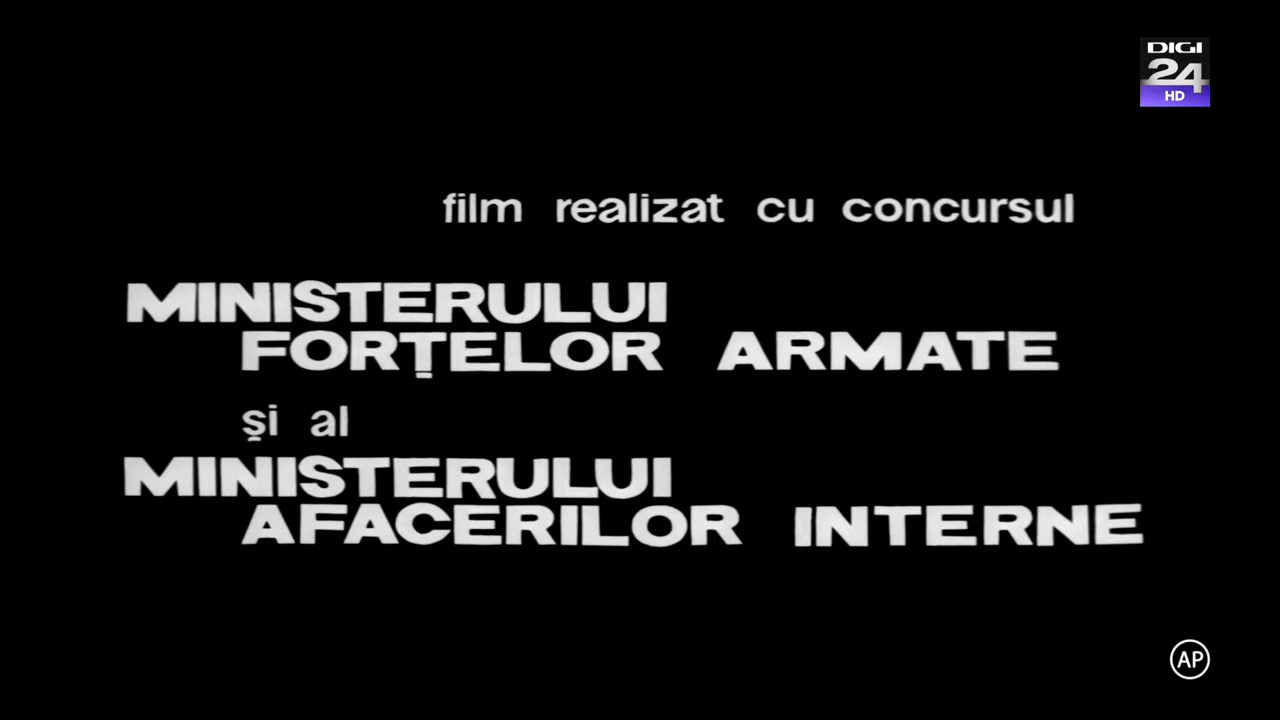 DIGI
24
HD
film realizat cu concursul
MINISTERULUI
FORȚELOR ARMATE
și al
MINISTERULUI
AFACERILOR INTERNE
AP